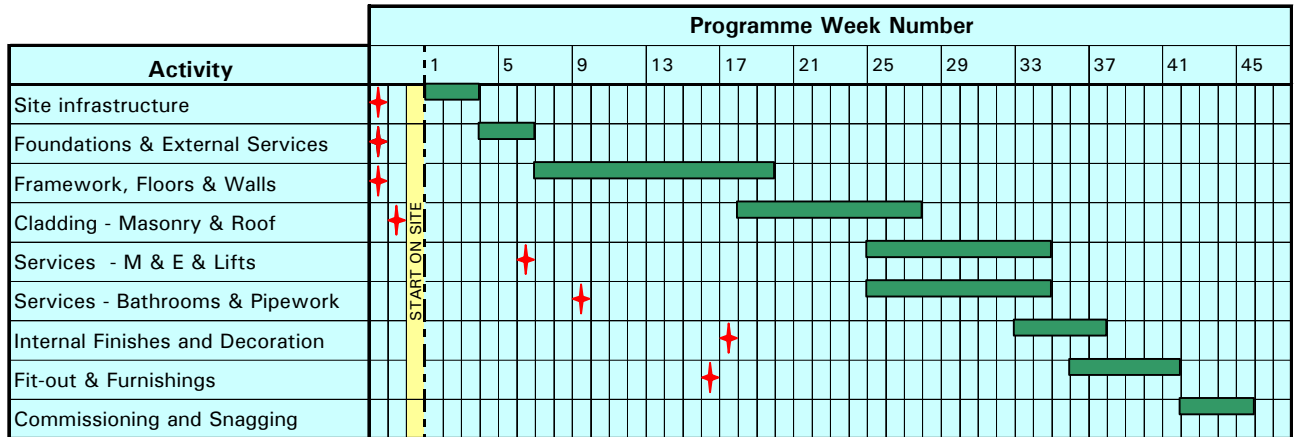 Programme Week Number
Activity 1 5 9 13 17 21 25 29 33 37 41 45
Site infrastructure
Foundations & External Services
Framework, Floors & Walls
Cladding - Masonry & Roof
Services - M & E & Lifts
Services - Bathrooms & Pipework
Internal Finishes and Decoration
Fit-out & Furnishings
Commissioning and Snagging
START ON SITE